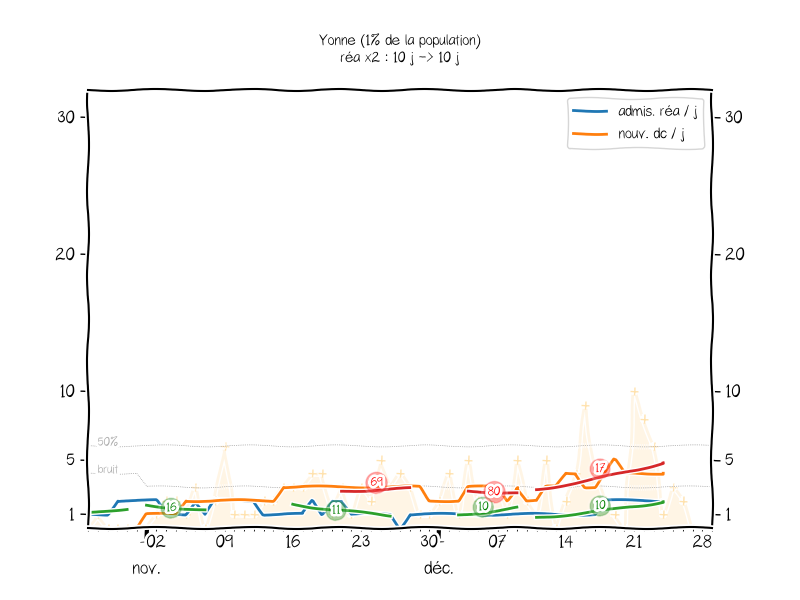 Yonne (1% de la population)
réa x2 : 10 j -> 10 j
admis. réa / j
nouv. dc / j
30 30
20 20
10 10
50%
5 5
bruit
1 1
16 11 69 10 80 17 10
02 09 16 23 30 07 14 21 28
nov. déc.